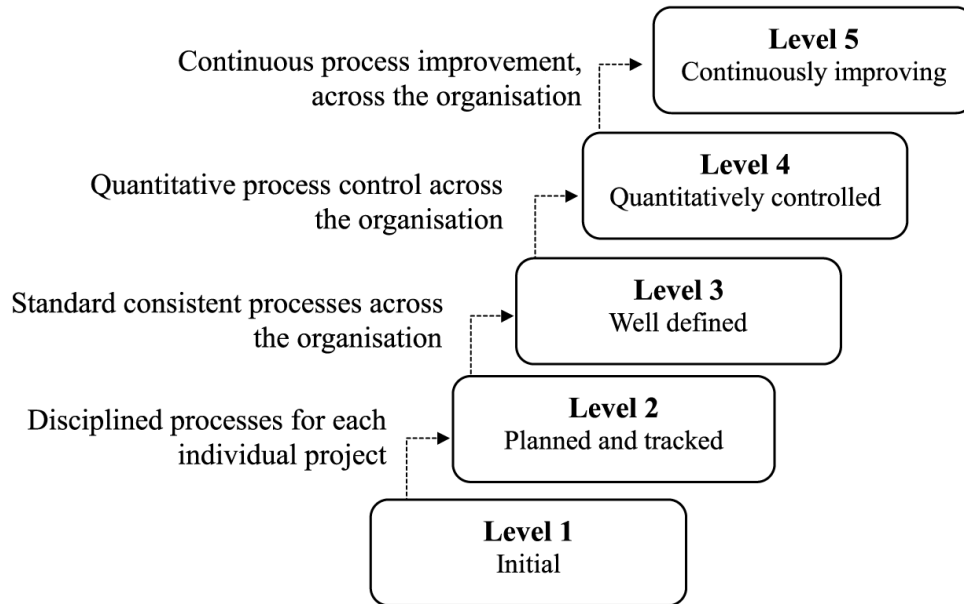 Level 5
Continuously improving
Continuous process improvement,
across the organisation
Level 4
Quantitatively controlled
Quantitative process control across
the organisation
Level 3
Well defined
Standard consistent processes across
the organisation
Level 2
Planned and tracked
Disciplined processes for each
individual project
Level 1
Initial